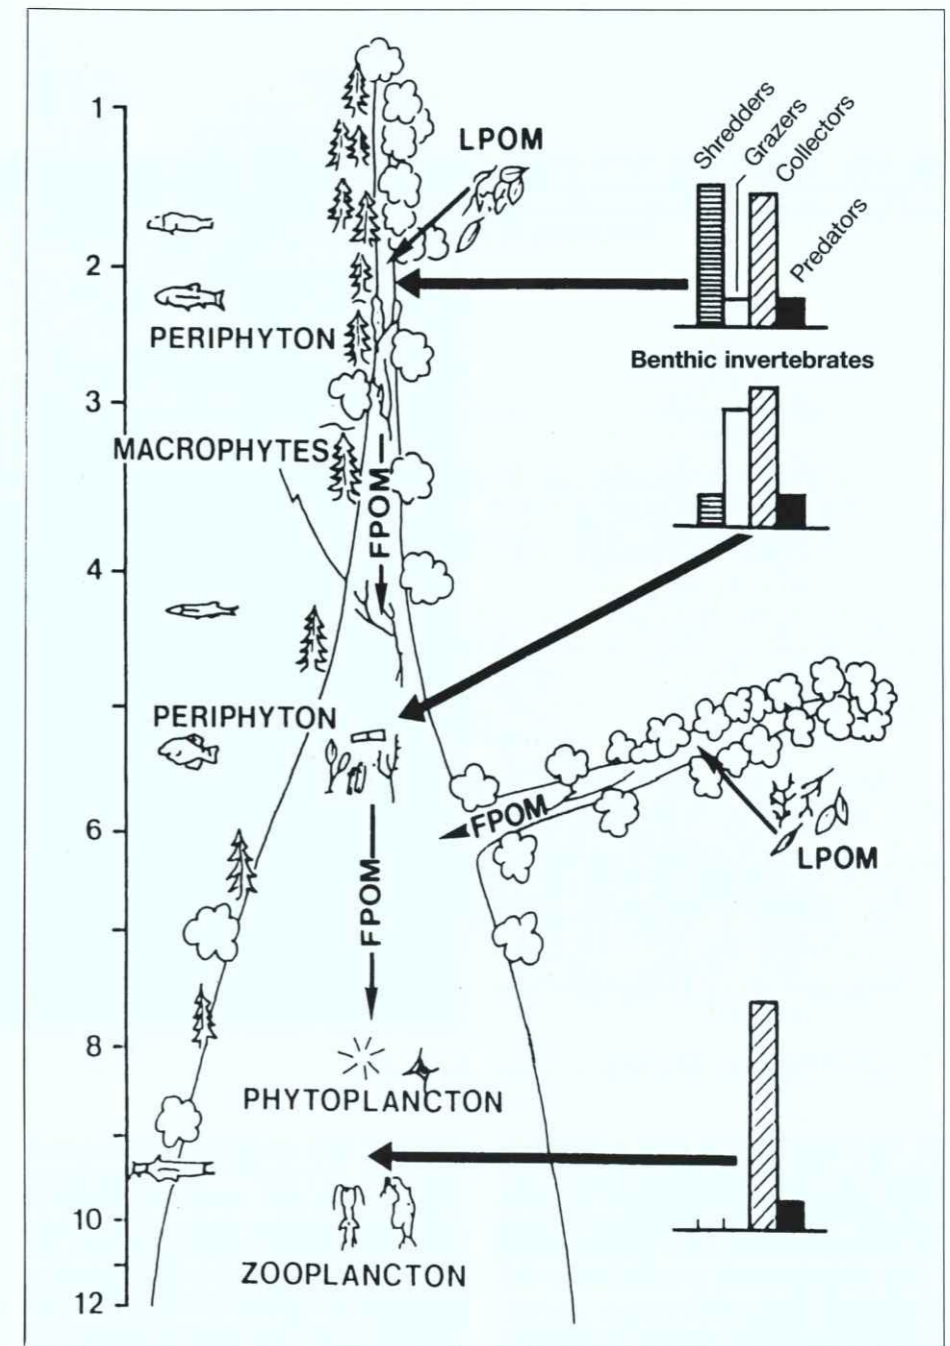 1
LPOM
Shredders
Grazers
Collectors
Predators
2
PERIPHYTON
Benthic invertebrates
3
MACROPHYTES
FPOM
4
PERIPHYTON
FPOM
6
LPOM
FPOM
8
PHYTOPLANCTON
10
ZOOPLANCTON
12